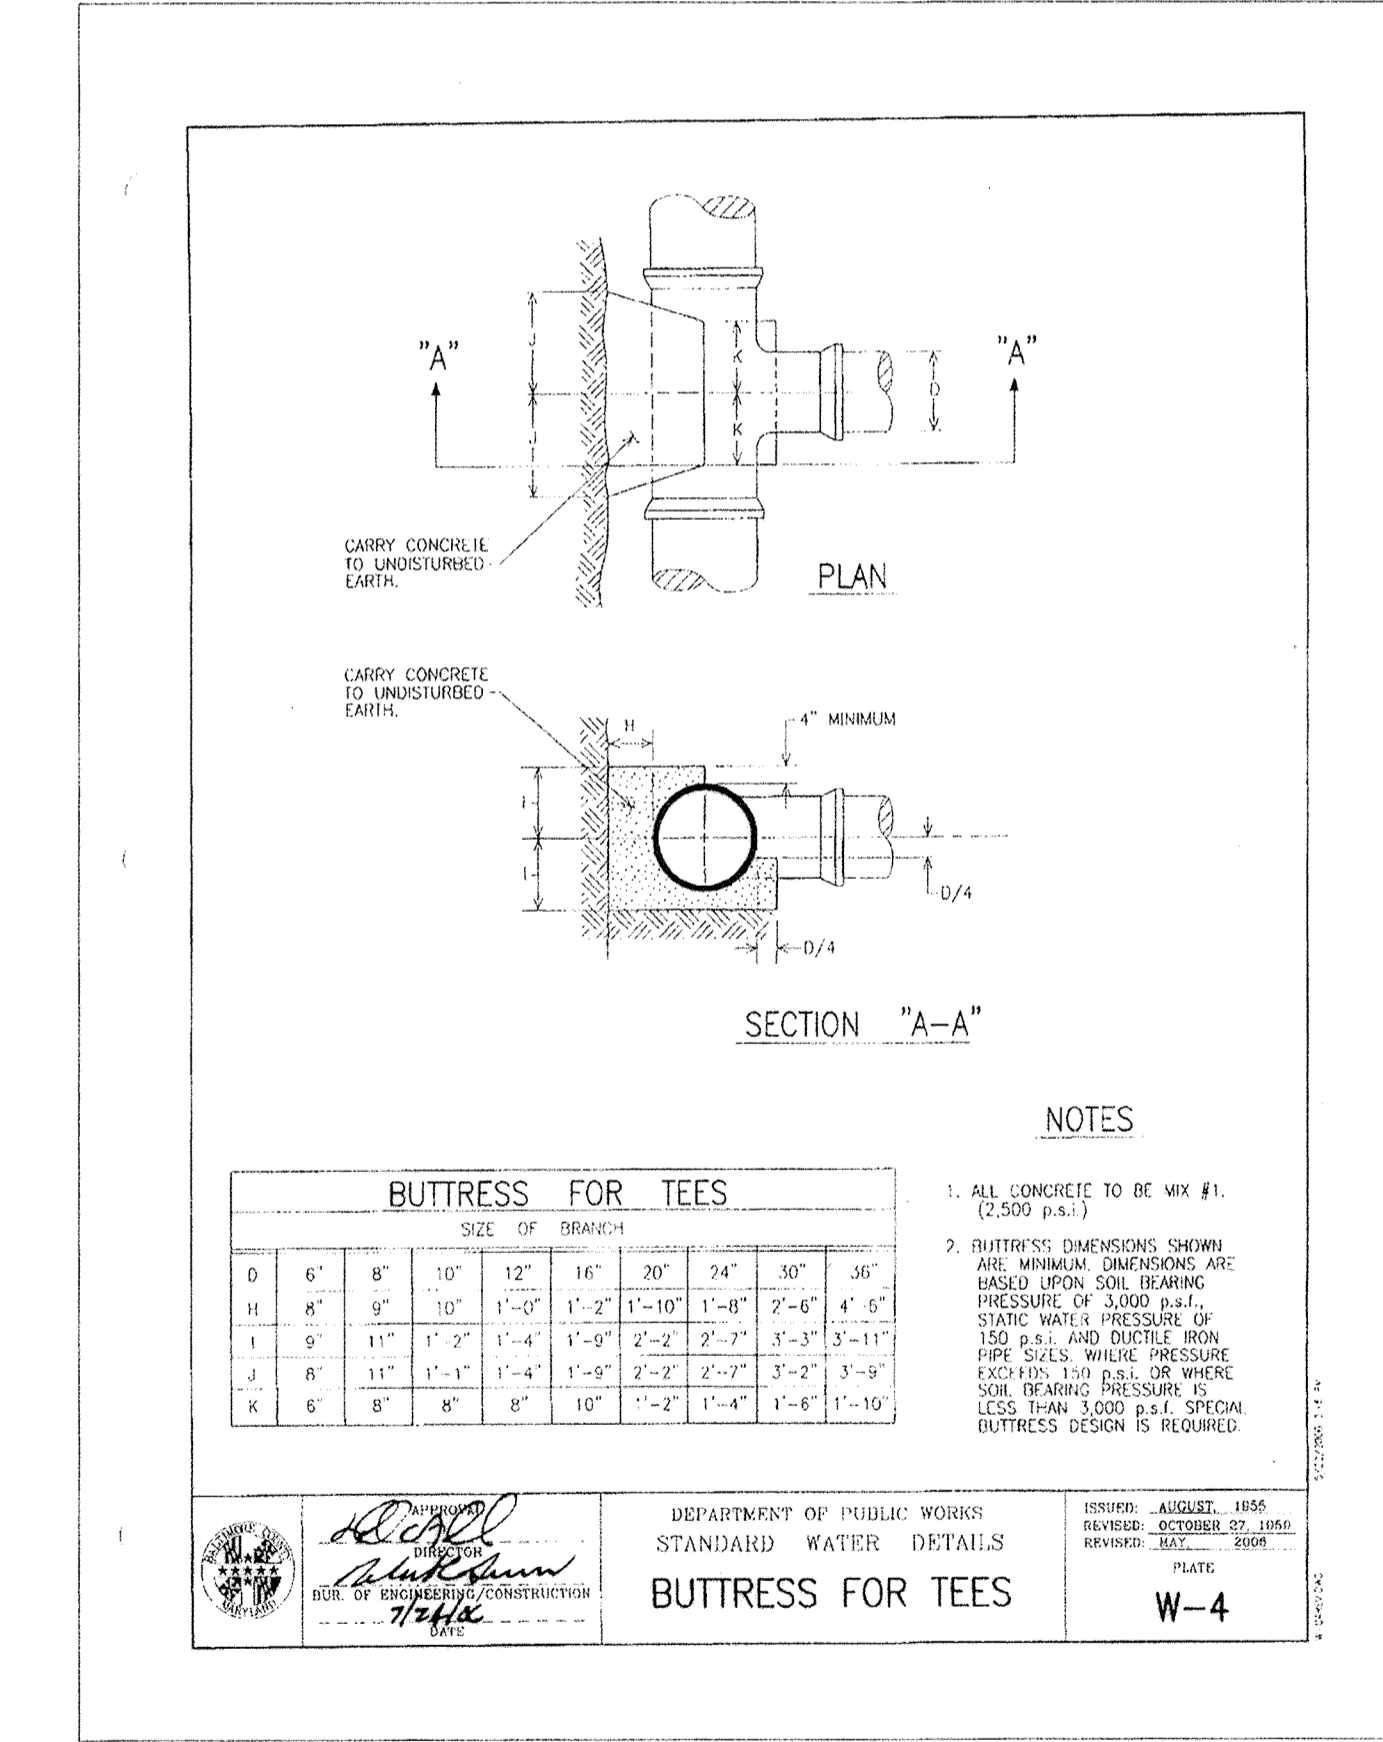 "A"
"A"
J
J
K
K
D
CARRY CONCRETE
TO UNDISTURBED
EARTH.
PLAN
CARRY CONCRETE
TO UNDISTURBED
EARTH.
H
4" MINIMUM
I
I
D/4
D/4
SECTION "A-A"
NOTES
1. ALL CONCRETE TO BE MIX #1.
(2,500 p.s.i.)
2. BUTTRESS DIMENSIONS SHOWN
ARE MINIMUM. DIMENSIONS ARE
BASED UPON SOIL BEARING
PRESSURE OF 3,000 p.s.f.,
STATIC WATER PRESSURE OF
150 p.s.i. AND DUCTILE IRON
PIPE SIZES. WHERE PRESSURE
EXCEEDS 150 p.s.i. OR WHERE
SOIL BEARING PRESSURE IS
LESS THAN 3,000 p.s.f. SPECIAL
BUTTRESS DESIGN IS REQUIRED.
BUTTRESS FOR TEES
SIZE OF BRANCH
D 6" 8" 10" 12" 16" 20" 24" 30" 36"
H 8" 9" 10" 1'-0" 1'-2" 1'-10" 1'-8" 2'-6" 4'-6"
I 9" 11" 1'-2" 1'-4" 1'-9" 2'-2" 2'-7" 3'-3" 3'-11"
J 8" 11" 1'-1" 1'-4" 1'-9" 2'-2" 2'-7" 3'-2" 3'-9"
K 6" 8" 8" 8" 10" 1'-2" 1'-4" 1'-6" 1'-10"
BALTIMORE COUNTY
MARYLAND
APPROVAL
DIRECTOR
BUR. OF ENGINEERING/CONSTRUCTION
DATE
DEPARTMENT OF PUBLIC WORKS
STANDARD WATER DETAILS
BUTTRESS FOR TEES
ISSUED: AUGUST, 1955
REVISED: OCTOBER 27, 1959
REVISED: MAY, 2006
PLATE
W-4